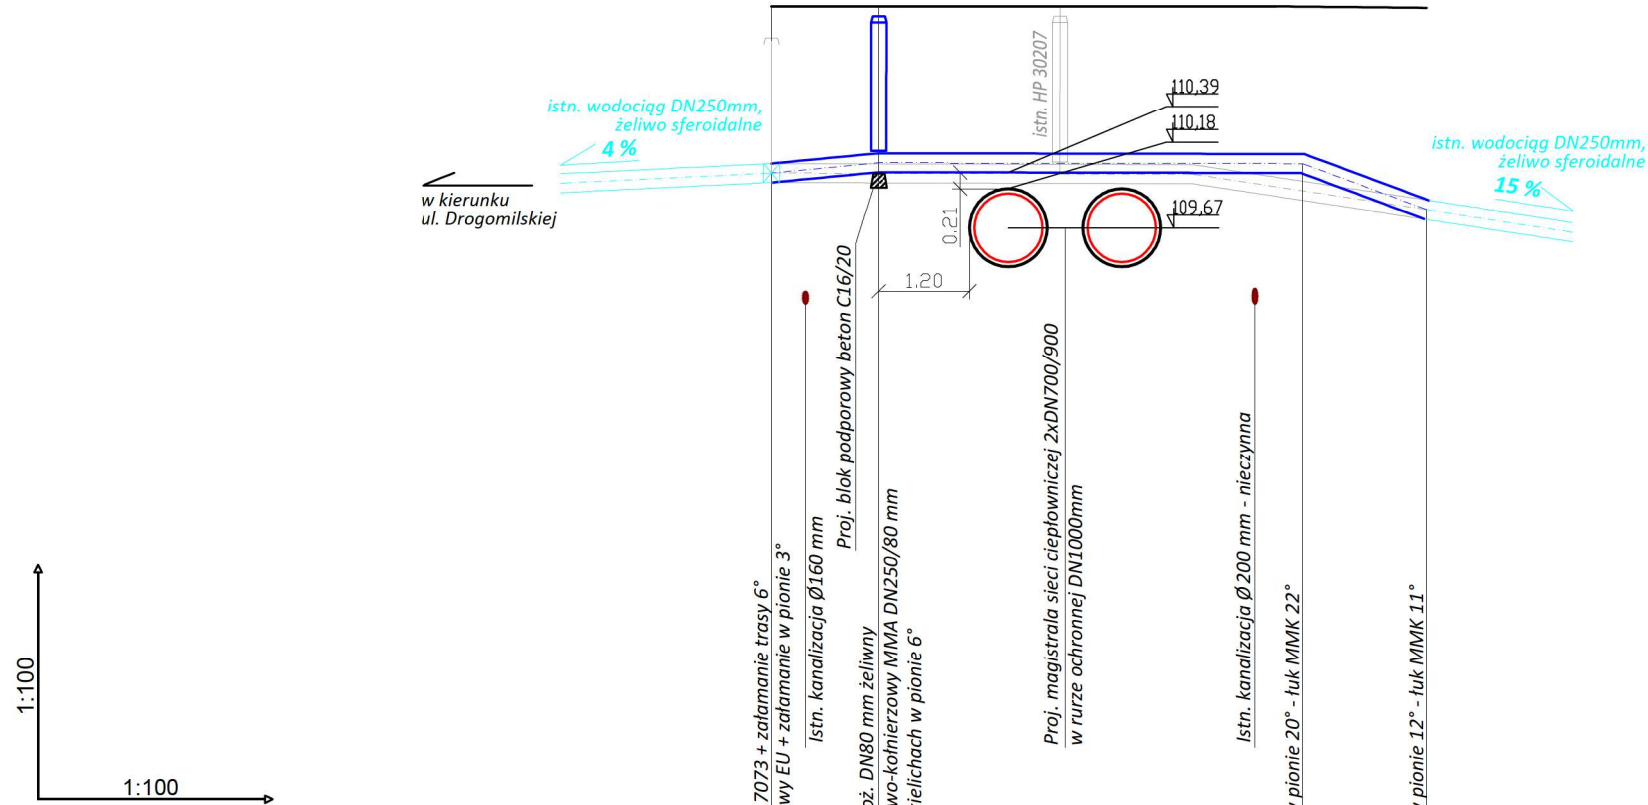 istn. HP 30207
110,39
110,18
109,67
istn. wodociąg DN250mm,
żeliwo sferoidalne
4 %
w kierunku
ul. Drogomilskiej
istn. wodociąg DN250mm,
żeliwo sferoidalne
15 %
0.21
1.20
7073 + załamanie trasy 6°
wy EU + załamanie w pionie 3°
Istn. kanalizacja Ø160 mm
Proj. blok podporowy beton C16/20
oż. DN80 mm żeliwny
wo-kołnierzowy MMA DN250/80 mm
ielichach w pionie 6°
Proj. magistrala sieci ciepłowniczej 2xDN700/900
w rurze ochronnej DN1000mm
Istn. kanalizacja Ø 200 mm - nieczynna
pionie 20° - łuk MMK 22°
pionie 12° - łuk MMK 11°
1:100
1:100